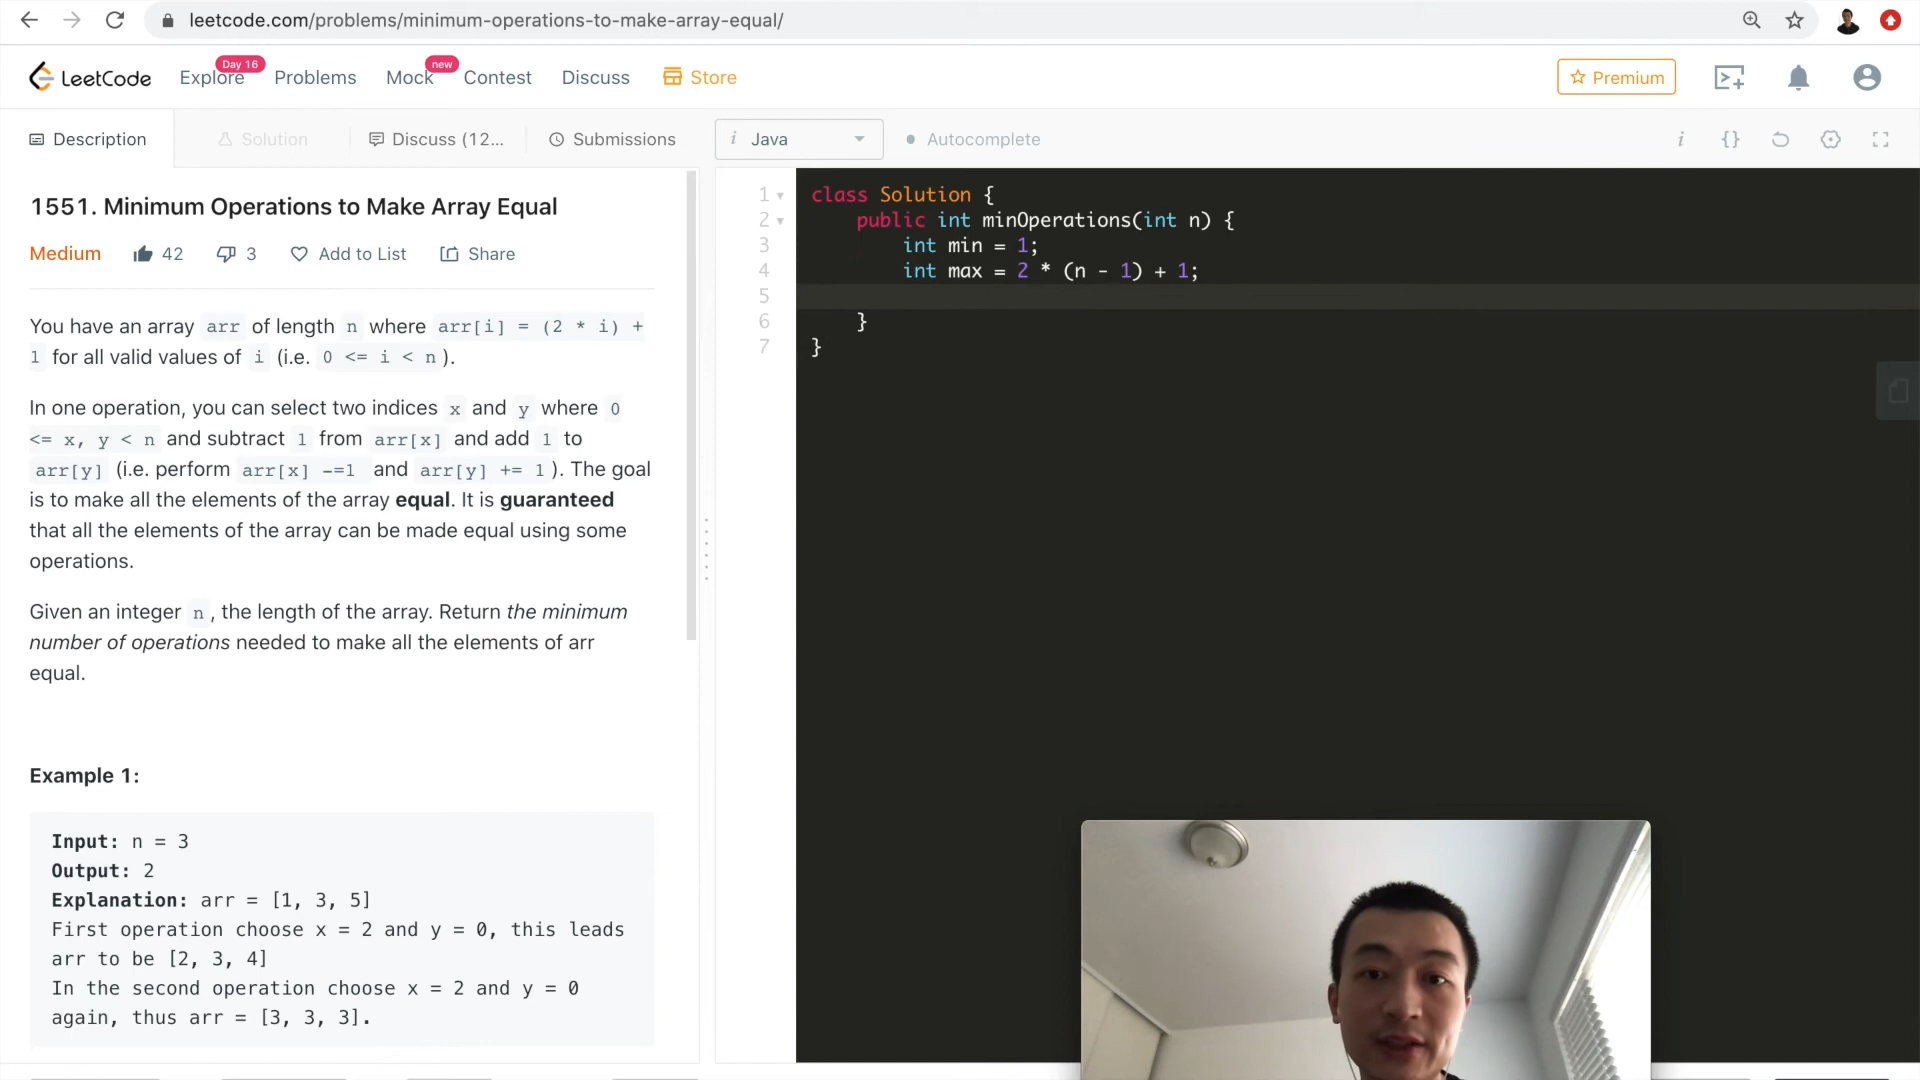 leetcode.com/problems/minimum-operations-to-make-array-equal/
LeetCode
Explore
Day 16
Problems
Mock
new
Contest
Discuss
Store
Premium
Description
Solution
Discuss (12...
Submissions
i Java
Autocomplete
i {}
1551. Minimum Operations to Make Array Equal
Medium
42
3
Add to List
Share
You have an array arr of length n where arr[i] = (2 * i) +
1 for all valid values of i (i.e. 0 <= i < n ).
In one operation, you can select two indices x and y where 0
<= x, y < n and subtract 1 from arr[x] and add 1 to
arr[y] (i.e. perform arr[x] -=1 and arr[y] += 1 ). The goal
is to make all the elements of the array equal. It is guaranteed
that all the elements of the array can be made equal using some
operations.
Given an integer n , the length of the array. Return the minimum
number of operations needed to make all the elements of arr
equal.
Example 1:
Input: n = 3
Output: 2
Explanation: arr = [1, 3, 5]
First operation choose x = 2 and y = 0, this leads
arr to be [2, 3, 4]
In the second operation choose x = 2 and y = 0
again, thus arr = [3, 3, 3].
1 class Solution {
2 public int minOperations(int n) {
3 int min = 1;
4 int max = 2 * (n - 1) + 1;
5
6 }
7 }